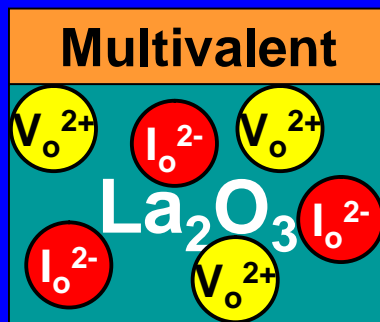 Multivalent
Vₒ²⁺
Iₒ²⁻
Vₒ²⁺
La₂O₃
Iₒ²⁻
Iₒ²⁻
Vₒ²⁺